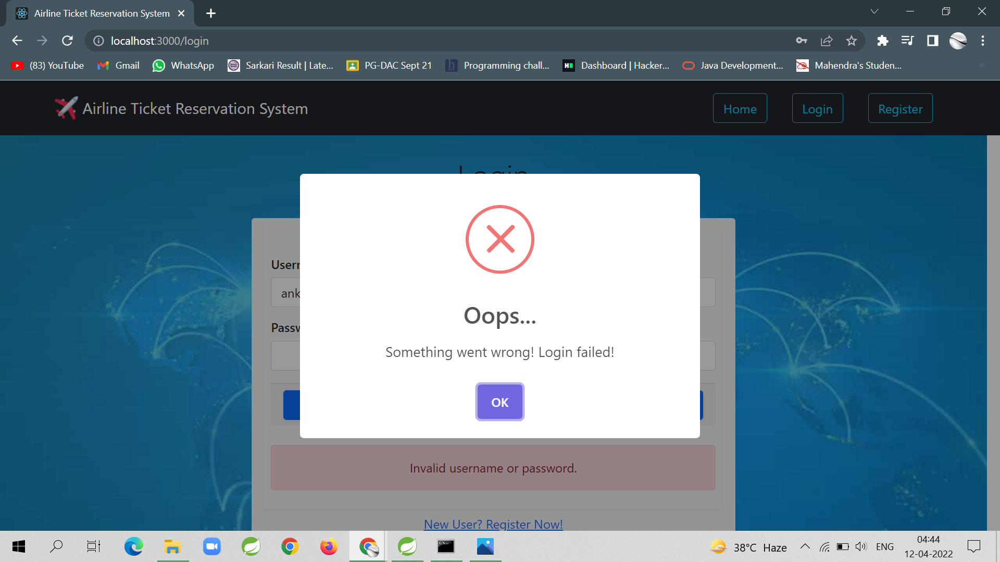 Airline Ticket Reservation System
localhost:3000/login
(83) YouTube
Gmail
WhatsApp
Sarkari Result | Late...
PG-DAC Sept 21
Programming chall...
Dashboard | Hacker...
Java Development...
Mahendra's Studen...
Airline Ticket Reservation System
Home
Login
Register
Login
ank
Oops...
Something went wrong! Login failed!
OK
Invalid username or password.
New User? Register Now!
38°C Haze
ENG
04:44
12-04-2022